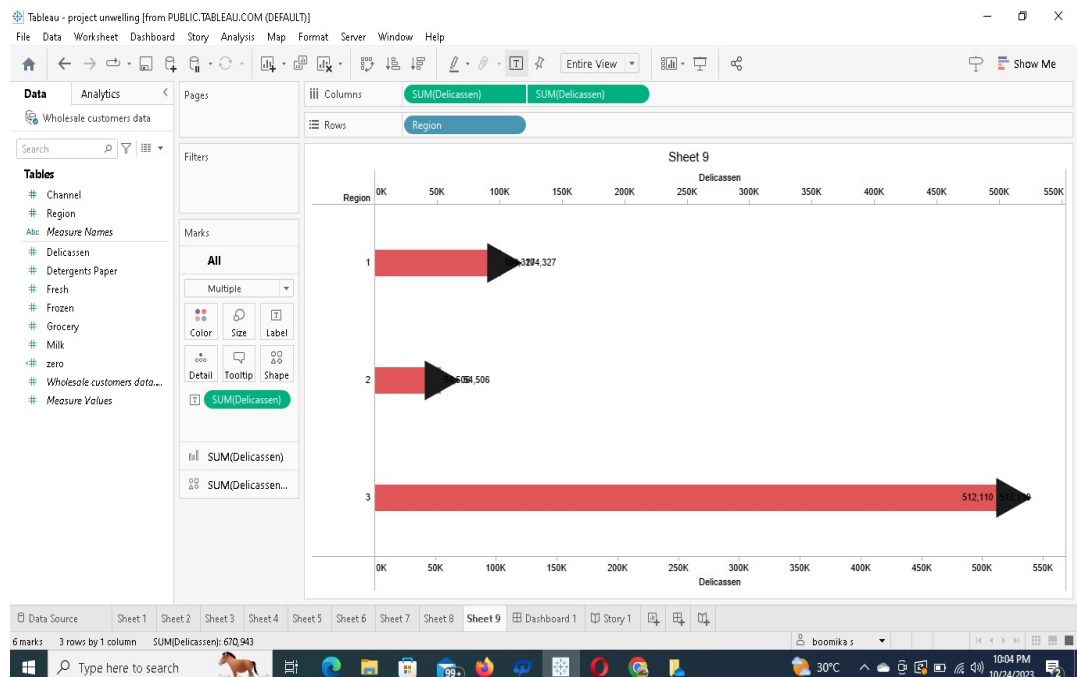 Tableau - project unwelling [from PUBLIC.TABLEAU.COM (DEFAULT)]
File Data Worksheet Dashboard Story Analysis Map Format Server Window Help
Entire View
Show Me
Data Analytics
Pages
Columns SUM(Delicassen) SUM(Delicassen)
Wholesale customers data
Rows Region
Search
Filters
Sheet 9
Tables
Delicassen
Channel
Region 0K 50K 100K 150K 200K 250K 300K 350K 400K 450K 500K 550K
Region
Abc Measure Names
Marks
Delicassen
All
1
Detergents Paper
Fresh
Multiple
Frozen
Grocery
Color Size Label
Milk
zero
Detail Tooltip Shape
2
Wholesale customers data....
Measure Values
SUM(Delicassen)
SUM(Delicassen)
SUM(Delicassen...
3 512,110
0K 50K 100K 150K 200K 250K 300K 350K 400K 450K 500K 550K
Delicassen
Data Source Sheet 1 Sheet 2 Sheet 3 Sheet 4 Sheet 5 Sheet 6 Sheet 7 Sheet 8 Sheet 9 Dashboard 1 Story 1
6 marks 3 rows by 1 column SUM(Delicassen): 670,943
boomika s
Type here to search
99+
30°C
10:04 PM
10/24/2023